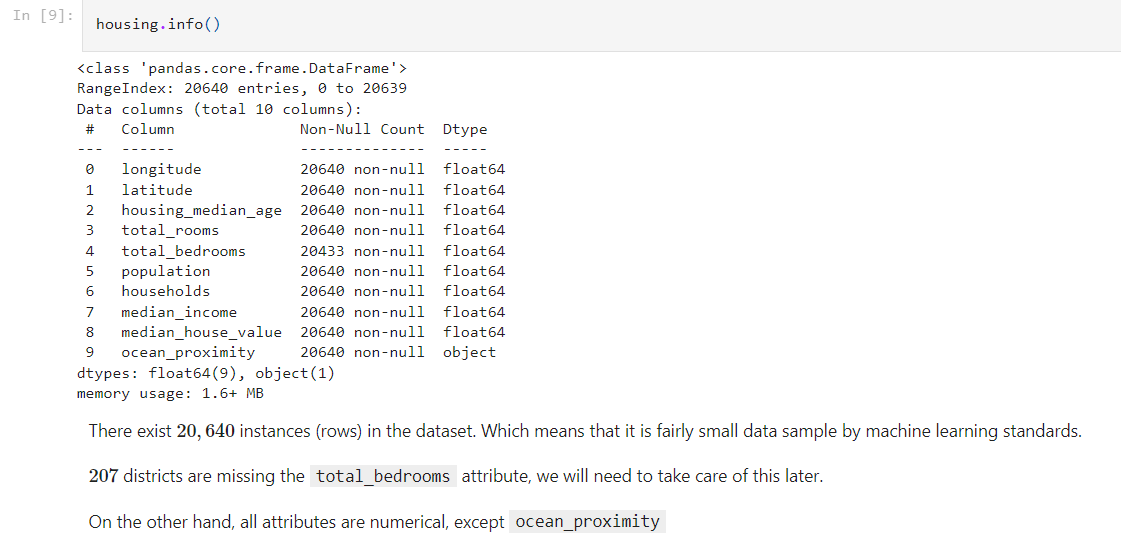 In [9]:
housing.info()
<class 'pandas.core.frame.DataFrame'>
RangeIndex: 20640 entries, 0 to 20639
Data columns (total 10 columns):
 #   Column              Non-Null Count  Dtype
---  ------              --------------  -----
 0   longitude           20640 non-null  float64
 1   latitude            20640 non-null  float64
 2   housing_median_age  20640 non-null  float64
 3   total_rooms         20640 non-null  float64
 4   total_bedrooms      20433 non-null  float64
 5   population          20640 non-null  float64
 6   households          20640 non-null  float64
 7   median_income       20640 non-null  float64
 8   median_house_value  20640 non-null  float64
 9   ocean_proximity     20640 non-null  object
dtypes: float64(9), object(1)
memory usage: 1.6+ MB
There exist 20, 640 instances (rows) in the dataset. Which means that it is fairly small data sample by machine learning standards.
207 districts are missing the total_bedrooms attribute, we will need to take care of this later.
On the other hand, all attributes are numerical, except ocean_proximity